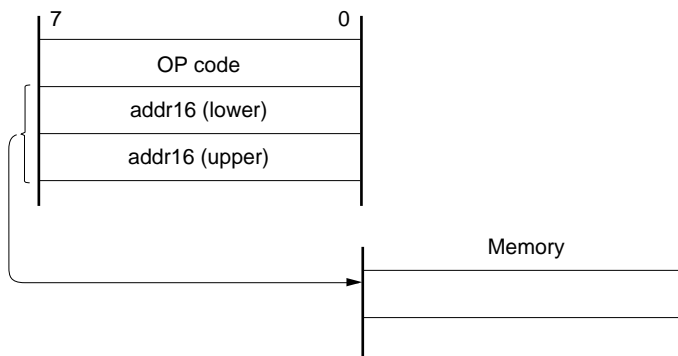 7 0
OP code
addr16 (lower)
addr16 (upper)
Memory